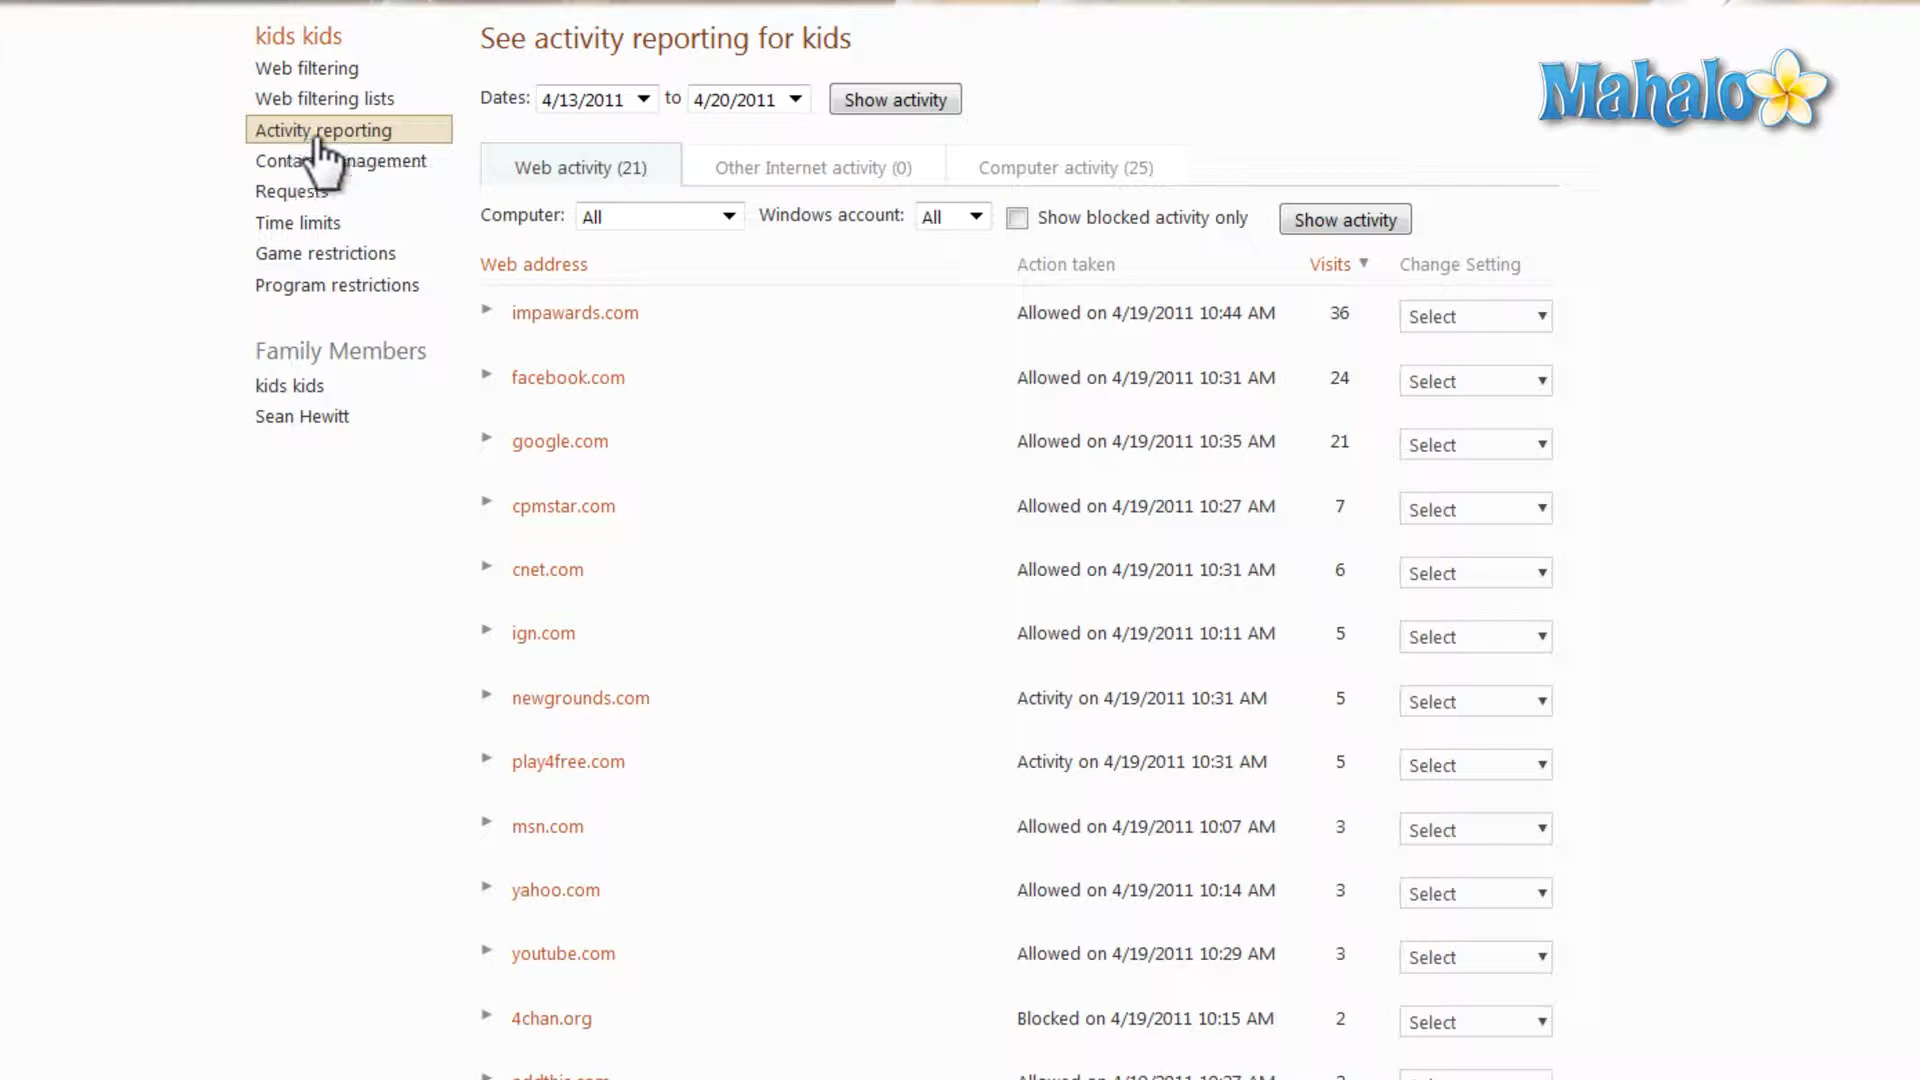 kids kids
Web filtering
Web filtering lists
Activity reporting
Requests
Time limits
Game restrictions
Program restrictions
Family Members
kids kids
Sean Hewitt
See activity reporting for kids
Dates: 4/13/2011 to 4/20/2011 Show activity
Mahalo
Web activity (21) Other Internet activity (0) Computer activity (25)
Computer: All Windows account: All Show blocked activity only Show activity
Web address Action taken Visits Change Setting
impawards.com Allowed on 4/19/2011 10:44 AM 36 Select
facebook.com Allowed on 4/19/2011 10:31 AM 24 Select
google.com Allowed on 4/19/2011 10:35 AM 21 Select
cpmstar.com Allowed on 4/19/2011 10:27 AM 7 Select
cnet.com Allowed on 4/19/2011 10:31 AM 6 Select
ign.com Allowed on 4/19/2011 10:11 AM 5 Select
newgrounds.com Activity on 4/19/2011 10:31 AM 5 Select
play4free.com Activity on 4/19/2011 10:31 AM 5 Select
msn.com Allowed on 4/19/2011 10:07 AM 3 Select
yahoo.com Allowed on 4/19/2011 10:14 AM 3 Select
youtube.com Allowed on 4/19/2011 10:29 AM 3 Select
4chan.org Blocked on 4/19/2011 10:15 AM 2 Select